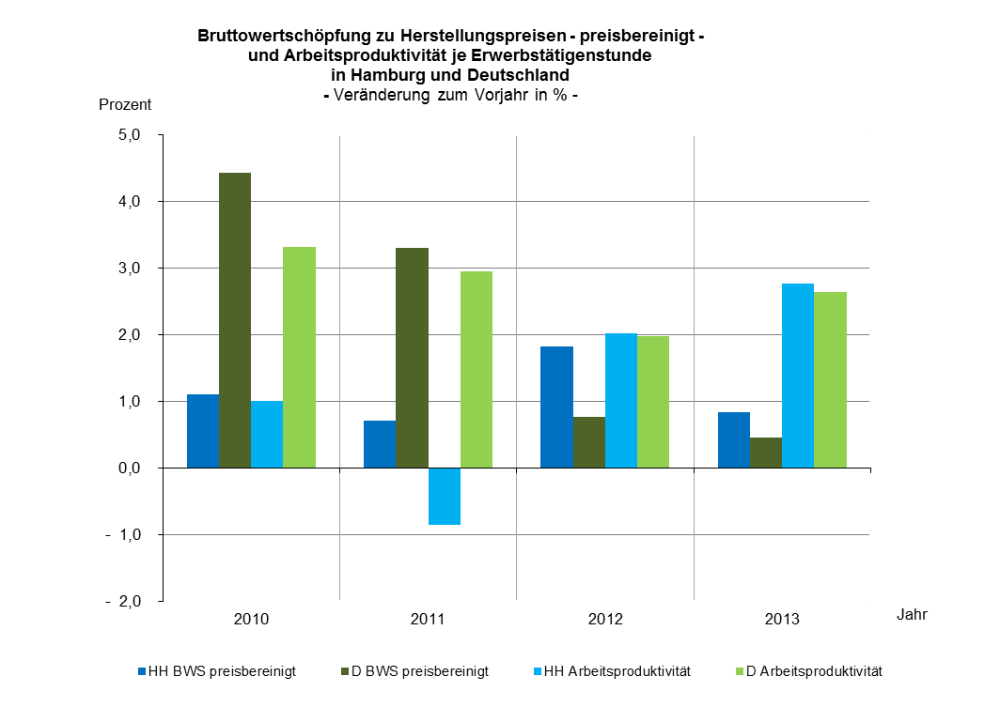 Bruttowertschöpfung zu Herstellungspreisen - preisbereinigt -
und Arbeitsproduktivität je Erwerbstätigenstunde
in Hamburg und Deutschland
- Veränderung zum Vorjahr in % -
Prozent
5,0
4,0
3,0
2,0
1,0
0,0
- 1,0
- 2,0
2010 2011 2012 2013
Jahr
HH BWS preisbereinigt D BWS preisbereinigt HH Arbeitsproduktivität D Arbeitsproduktivität